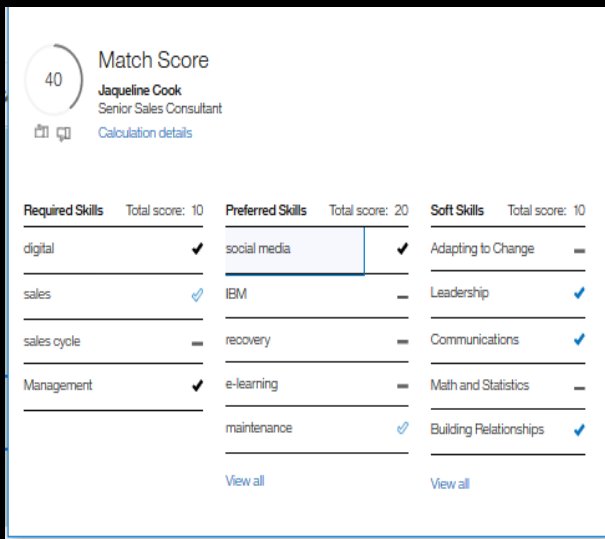 40
Match Score
Jaqueline Cook
Senior Sales Consultant
Calculation details
Required Skills Total score: 10
digital
sales
sales cycle
Management
Preferred Skills Total score: 20
social media
IBM
recovery
e-learning
maintenance
View all
Soft Skills Total score: 10
Adapting to Change
Leadership
Communications
Math and Statistics
Building Relationships
View all